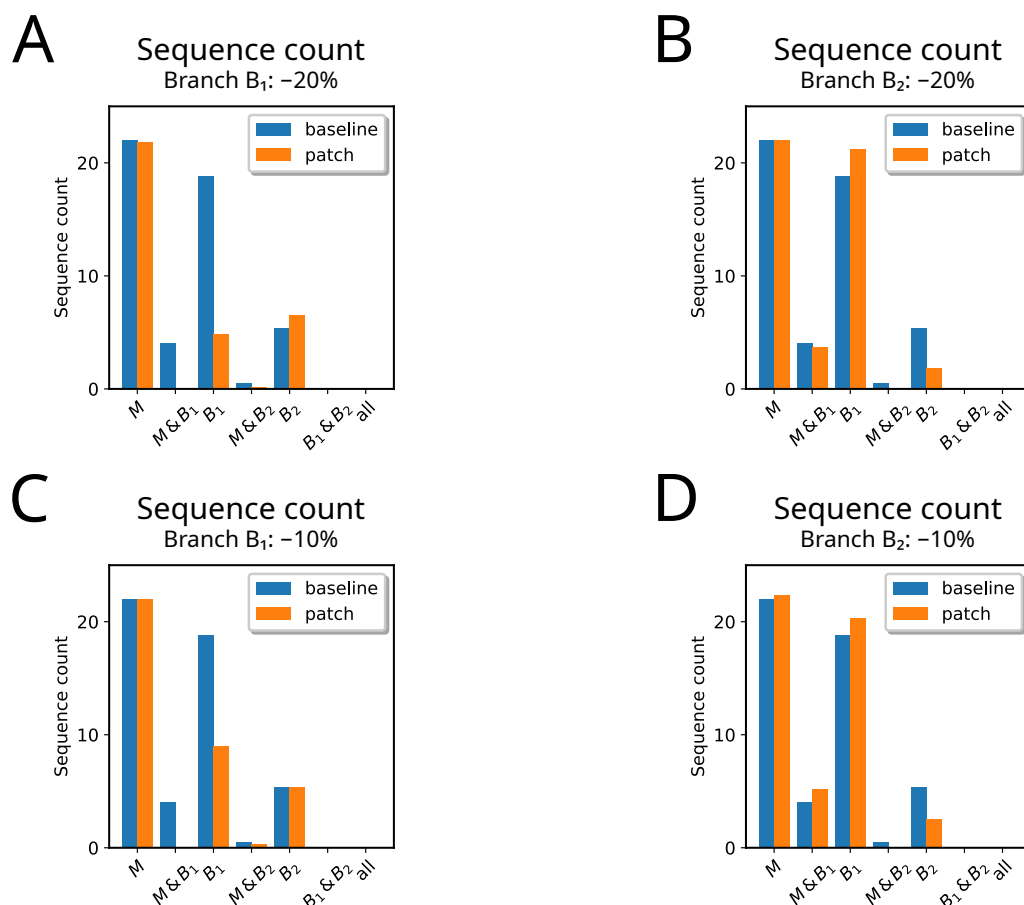 A
Sequence count
Branch B₁: −20%
baseline
patch
Sequence count
20
10
0
M
M & B₁
B₁
M & B₂
B₂
B₁ & B₂
all
B
Sequence count
Branch B₂: −20%
baseline
patch
Sequence count
20
10
0
M
M & B₁
B₁
M & B₂
B₂
B₁ & B₂
all
C
Sequence count
Branch B₁: −10%
baseline
patch
Sequence count
20
10
0
M
M & B₁
B₁
M & B₂
B₂
B₁ & B₂
all
D
Sequence count
Branch B₂: −10%
baseline
patch
Sequence count
20
10
0
M
M & B₁
B₁
M & B₂
B₂
B₁ & B₂
all